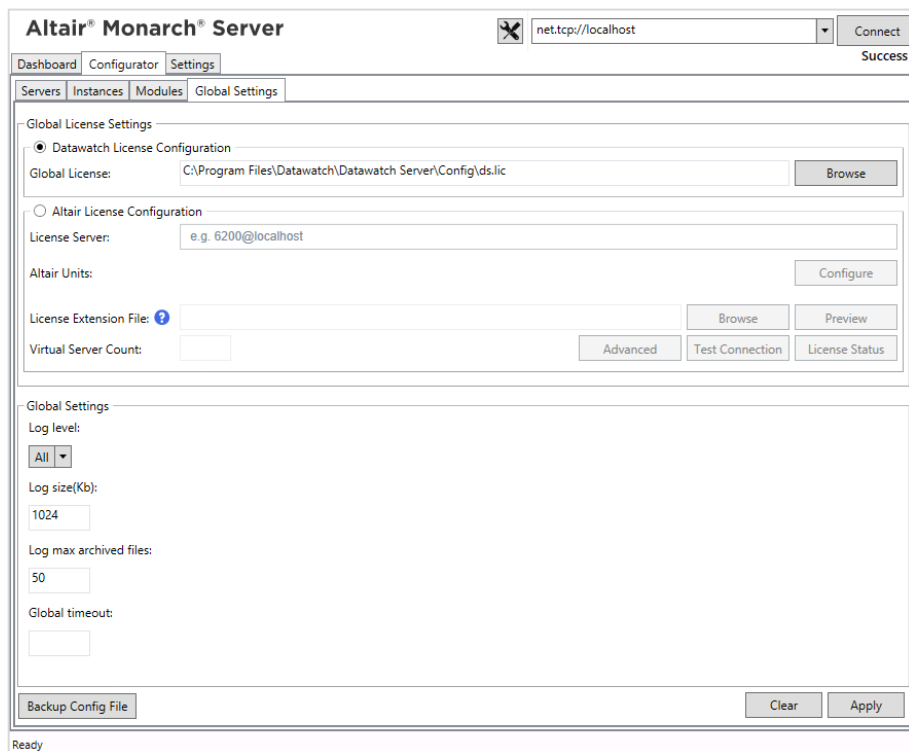 Altair® Monarch® Server
net.tcp://localhost
Connect
Success
Dashboard Configurator Settings
Servers Instances Modules Global Settings
Global License Settings
Datawatch License Configuration
Global License: C:\Program Files\Datawatch\Datawatch Server\Config\ds.lic Browse
Altair License Configuration
License Server: e.g. 6200@localhost
Altair Units: Configure
License Extension File: ? Browse Preview
Virtual Server Count: Advanced Test Connection License Status
Global Settings
Log level:
All
Log size(Kb):
1024
Log max archived files:
50
Global timeout:
Backup Config File Clear Apply
Ready